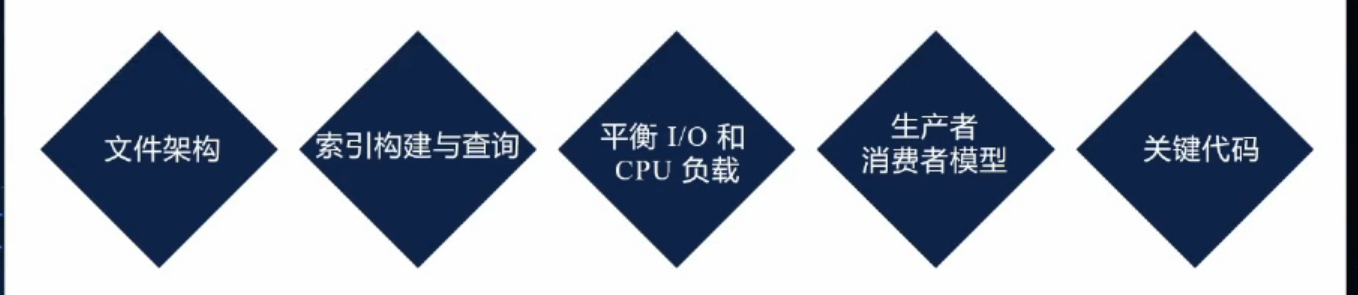 文件架构
索引构建与查询
平衡 I/O 和
CPU 负载
生产者
消费者模型
关键代码